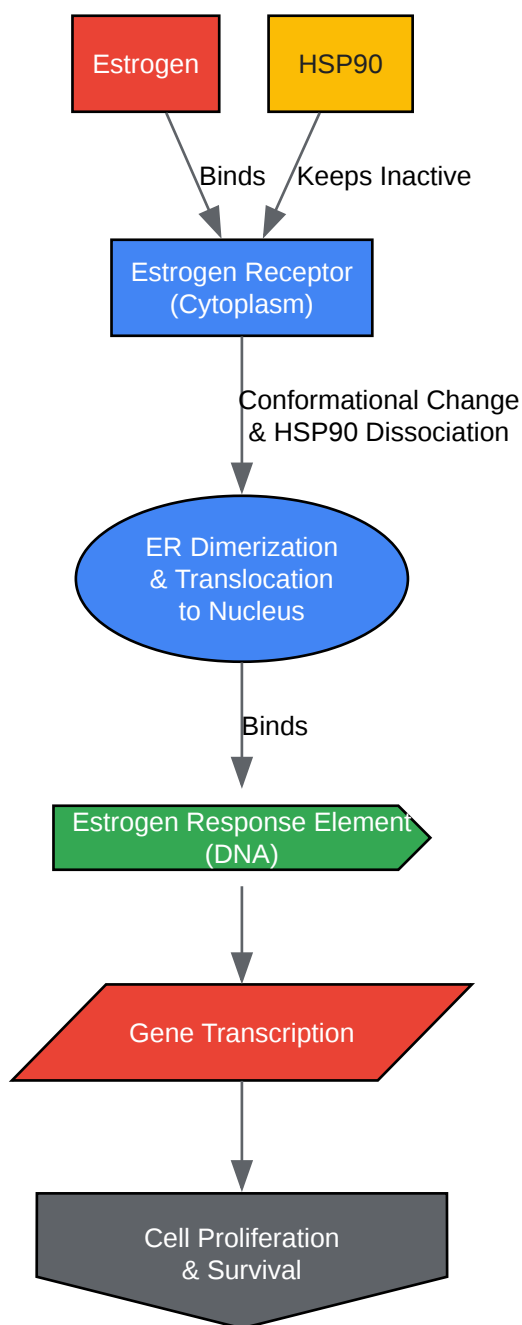 Estrogen
HSP90
Binds
Keeps Inactive
Estrogen Receptor
(Cytoplasm)
Conformational Change
& HSP90 Dissociation
ER Dimerization
& Translocation
to Nucleus
Binds
Estrogen Response Element
(DNA)
Gene Transcription
Cell Proliferation
& Survival